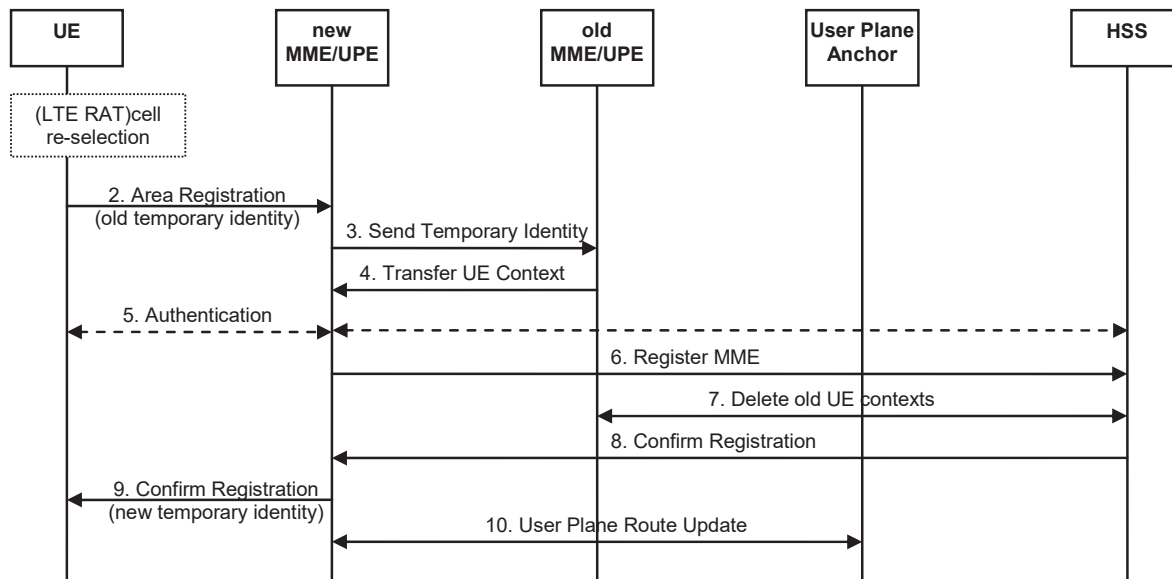 UE
new
MME/UPE
old
MME/UPE
User Plane
Anchor
HSS
(LTE RAT)cell
re-selection
2. Area Registration
(old temporary identity)
3. Send Temporary Identity
4. Transfer UE Context
5. Authentication
6. Register MME
7. Delete old UE contexts
8. Confirm Registration
9. Confirm Registration
(new temporary identity)
10. User Plane Route Update